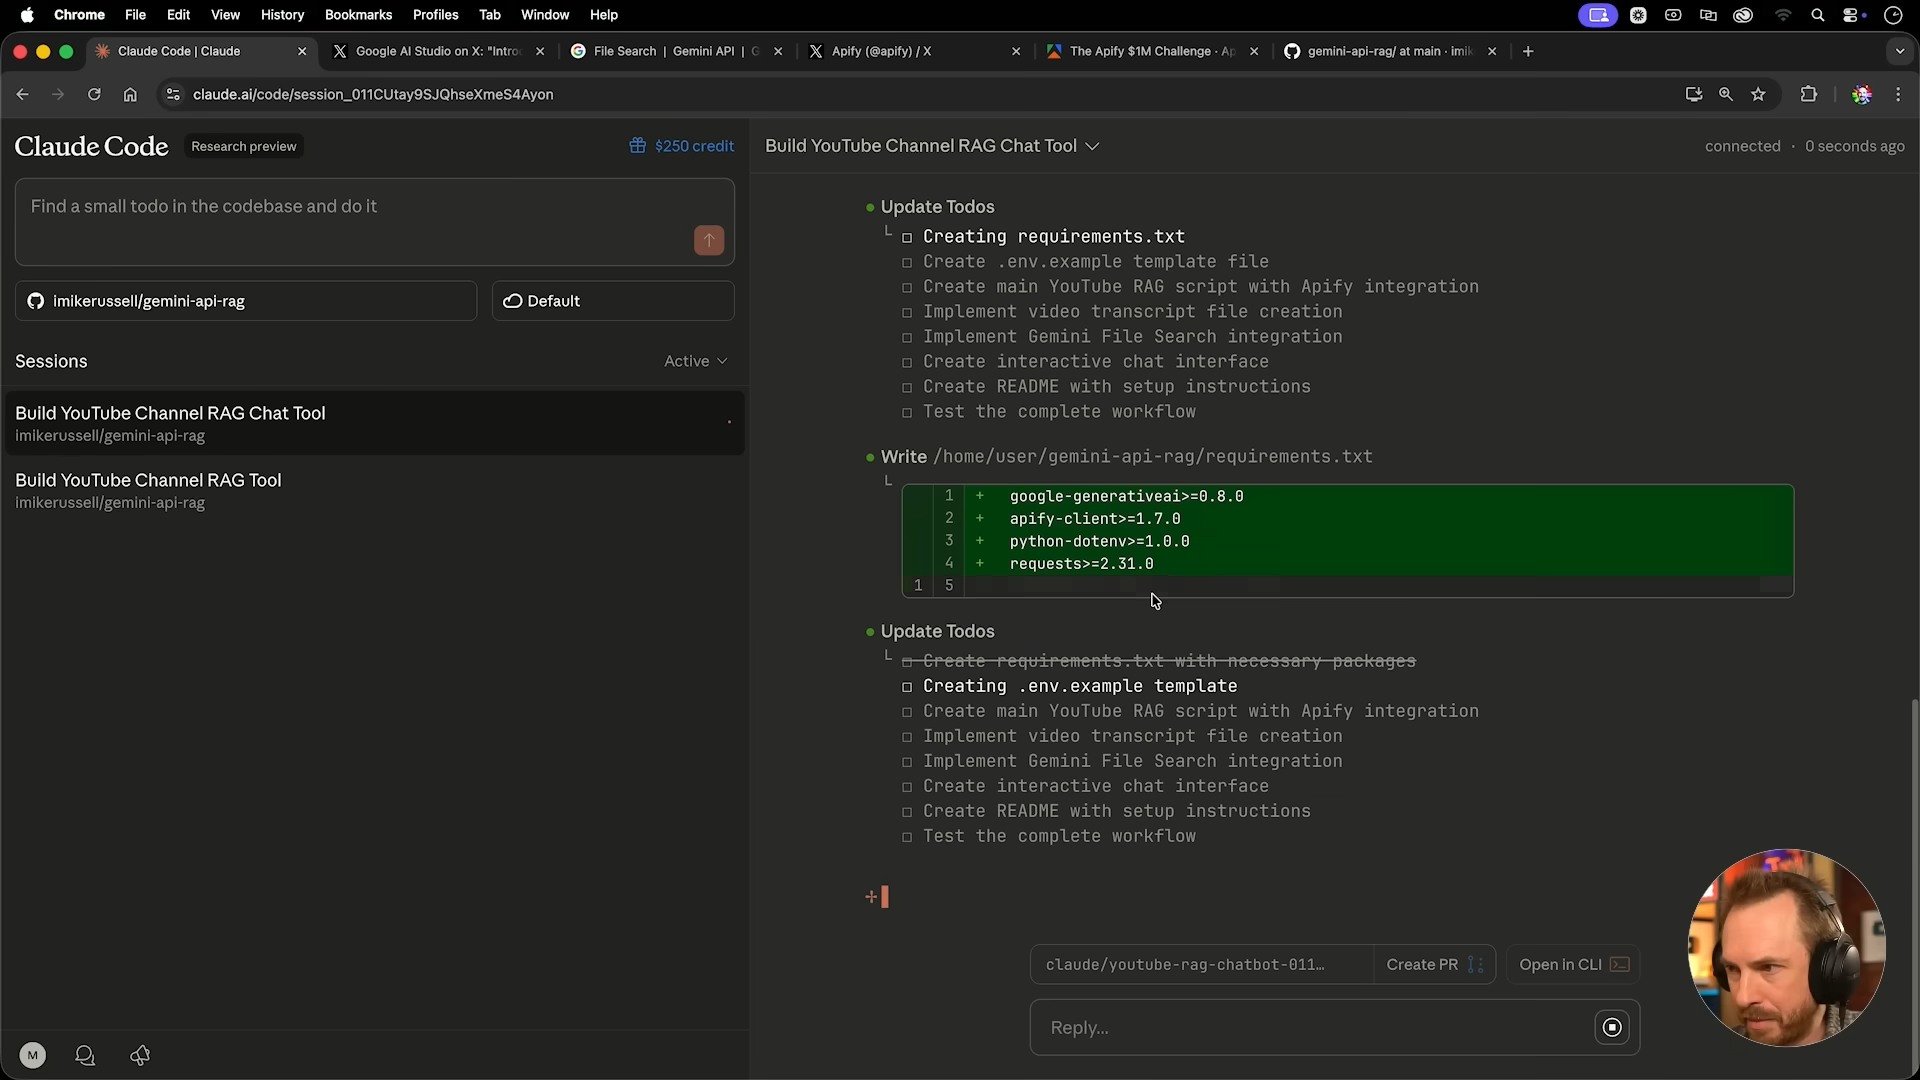 Chrome File Edit View History Bookmarks Profiles Tab Window Help
Claude Code | Claude
Google AI Studio on X: "Intro
File Search | Gemini API | G
Apify (@apify) / X
The Apify $1M Challenge · Ap
gemini-api-rag/ at main · imik
claude.ai/code/session_011CUtay9SJQhseXmeS4Ayon
Claude Code
Research preview
$250 credit
Find a small todo in the codebase and do it
imikerussell/gemini-api-rag
Default
Sessions
Active
Build YouTube Channel RAG Chat Tool
imikerussell/gemini-api-rag
Build YouTube Channel RAG Tool
imikerussell/gemini-api-rag
M
Build YouTube Channel RAG Chat Tool
connected · 0 seconds ago
Update Todos
Creating requirements.txt
Create .env.example template file
Create main YouTube RAG script with Apify integration
Implement video transcript file creation
Implement Gemini File Search integration
Create interactive chat interface
Create README with setup instructions
Test the complete workflow
Write /home/user/gemini-api-rag/requirements.txt
1 + google-generativeai>=0.8.0
2 + apify-client>=1.7.0
3 + python-dotenv>=1.0.0
4 + requests>=2.31.0
1 5
Update Todos
Create requirements.txt with necessary packages
Creating .env.example template
Create main YouTube RAG script with Apify integration
Implement video transcript file creation
Implement Gemini File Search integration
Create interactive chat interface
Create README with setup instructions
Test the complete workflow
claude/youtube-rag-chatbot-011…
Create PR
Open in CLI
Reply...